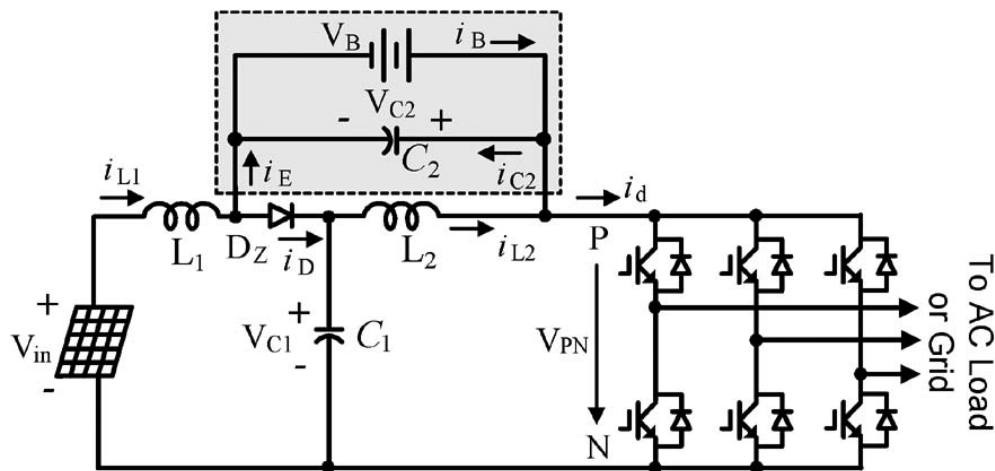 V_B
i_B
V_C2
- +
C_2
i_C2
i_E
i_L1
i_d
L_1
D_Z
i_D
L_2
i_L2
P
+
V_in
-
+
V_C1
-
C_1
V_PN
N
To AC Load
or Grid